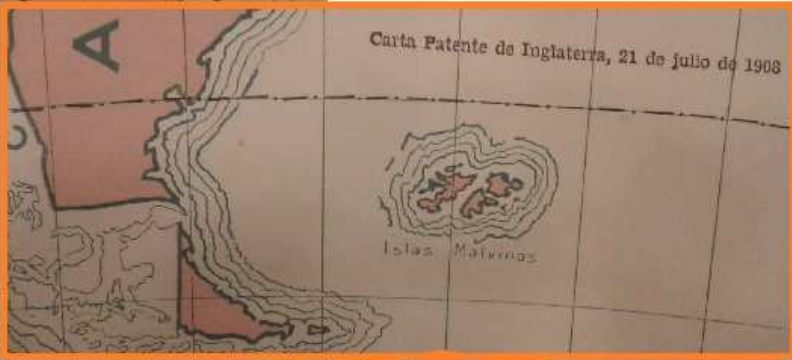 A
Carta Patente de Inglaterra, 21 de julio de 1908
C
Islas Malvinas